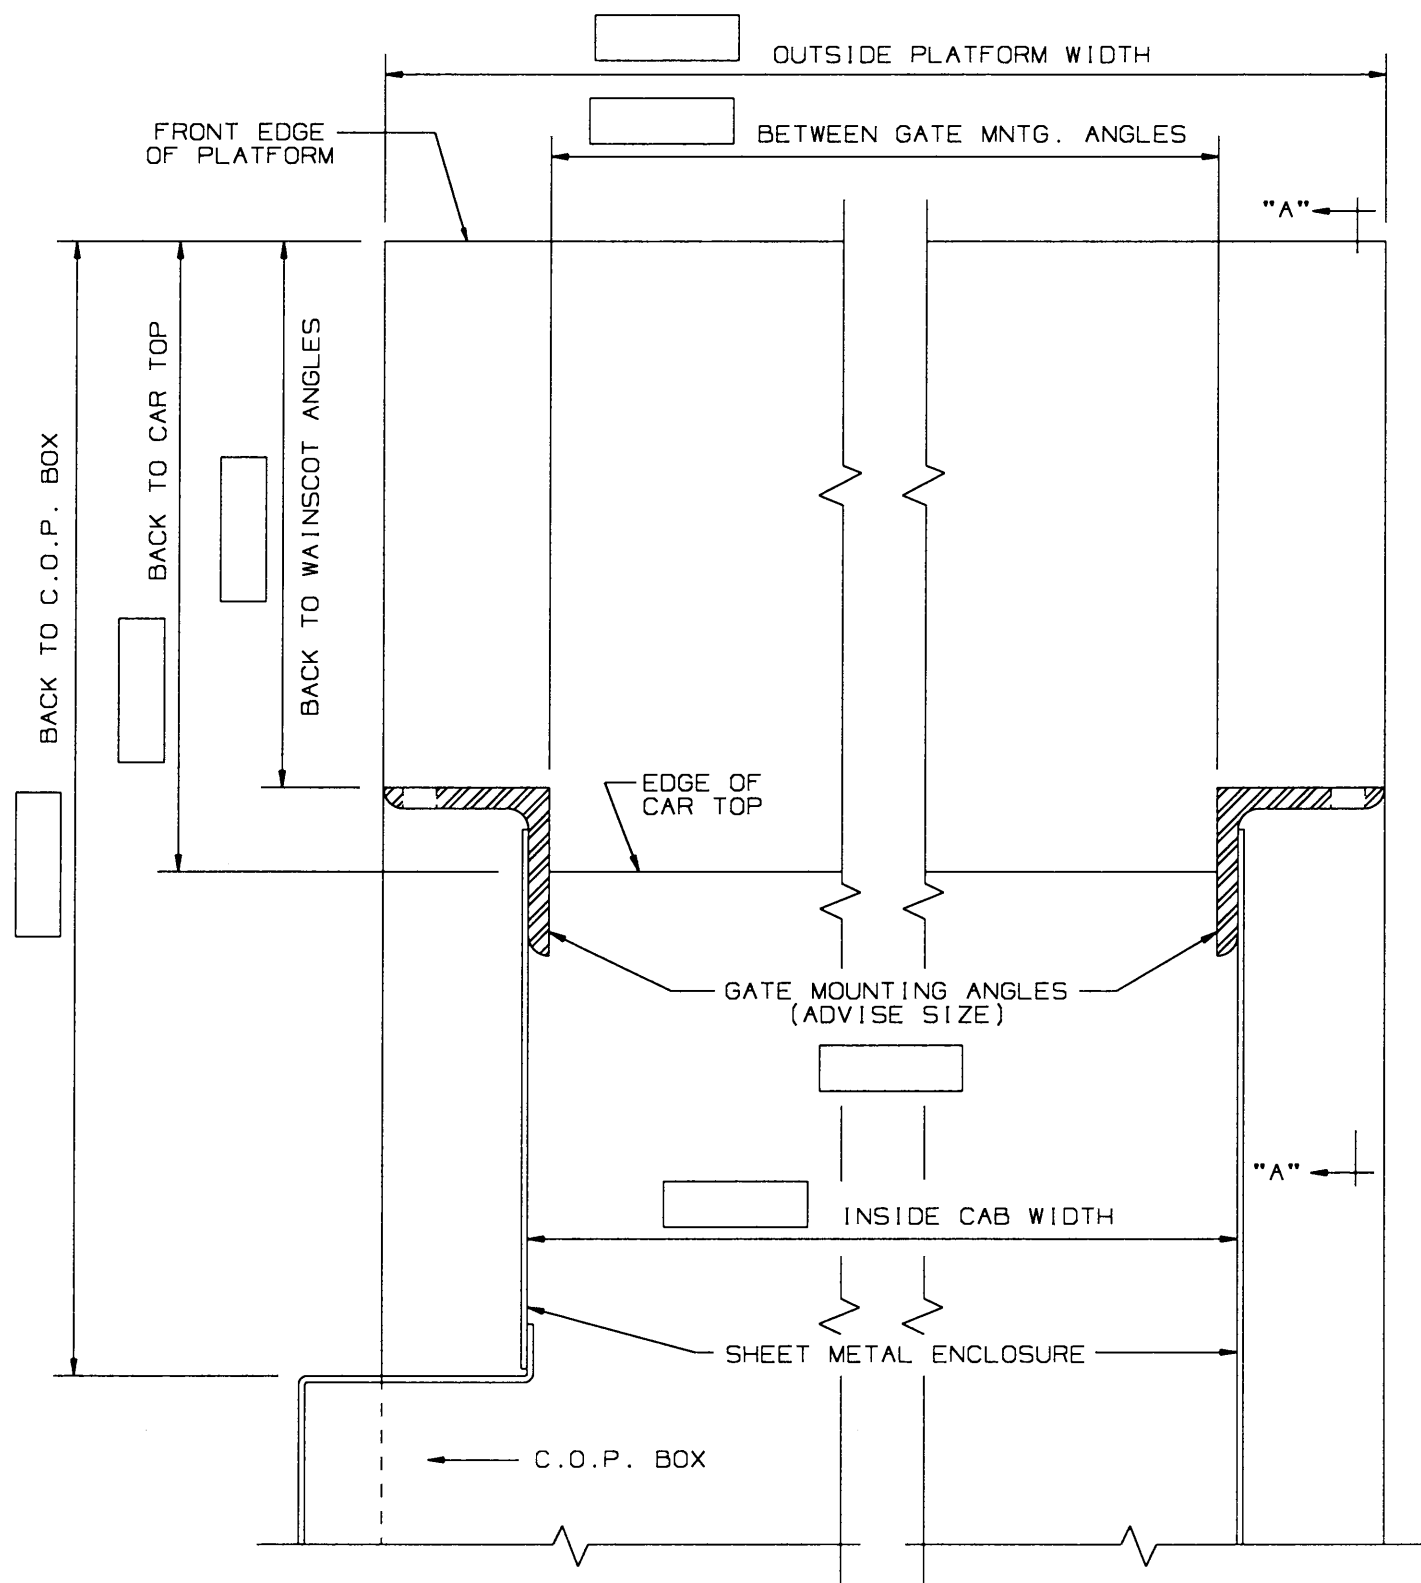 OUTSIDE PLATFORM WIDTH
FRONT EDGE
OF PLATFORM
BETWEEN GATE MNTG. ANGLES
"A"
BACK TO C.O.P. BOX
BACK TO CAR TOP
BACK TO WAINSCOT ANGLES
EDGE OF
CAR TOP
GATE MOUNTING ANGLES
(ADVISE SIZE)
"A"
INSIDE CAB WIDTH
SHEET METAL ENCLOSURE
C.O.P. BOX